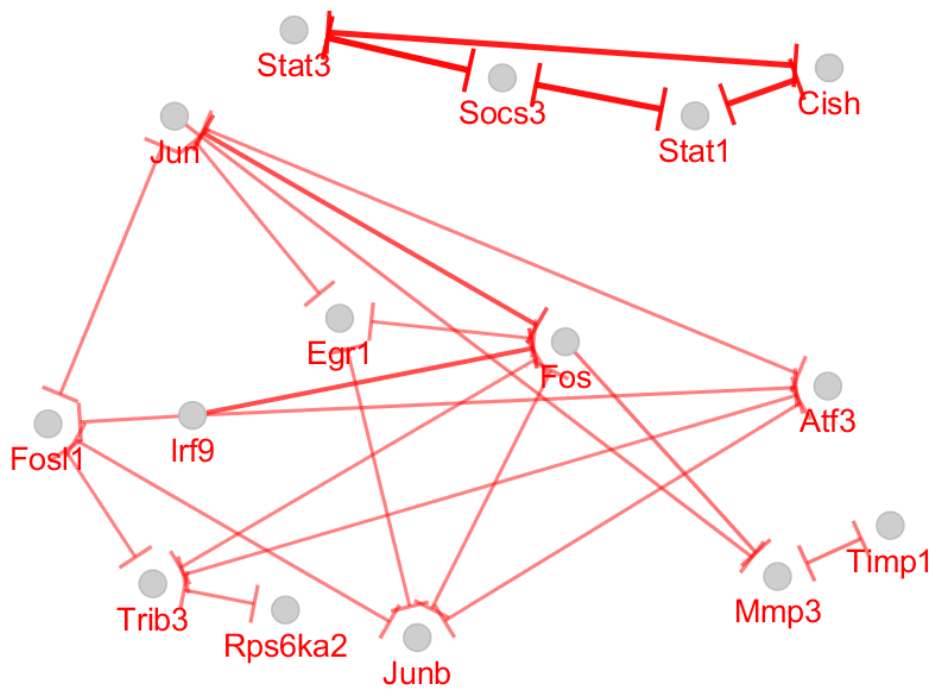 Stat3
Socs3
Cish
Stat1
Jun
Egr1
Fos
Atf3
Fosl1
Irf9
Timp1
Trib3
Mmp3
Rps6ka2
Junb